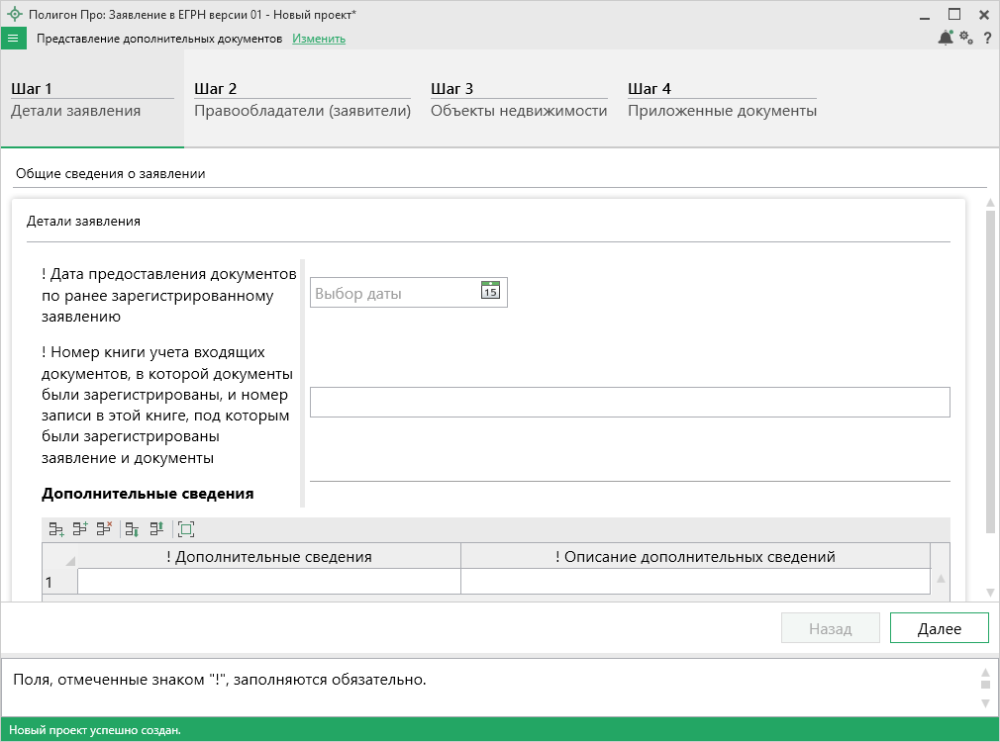 Полигон Про: Заявление в ЕГРН версии 01 - Новый проект*
Представление дополнительных документов Изменить
?
Шаг 1
Детали заявления
Шаг 2
Правообладатели (заявители)
Шаг 3
Объекты недвижимости
Шаг 4
Приложенные документы
Общие сведения о заявлении
Детали заявления
! Дата предоставления документов
по ранее зарегистрированному
заявлению
Выбор даты
15
! Номер книги учета входящих
документов, в которой документы
были зарегистрированы, и номер
записи в этой книге, под которым
были зарегистрированы
заявление и документы
Дополнительные сведения
! Дополнительные сведения
! Описание дополнительных сведений
1
Назад
Далее
Поля, отмеченные знаком "!", заполняются обязательно.
Новый проект успешно создан.